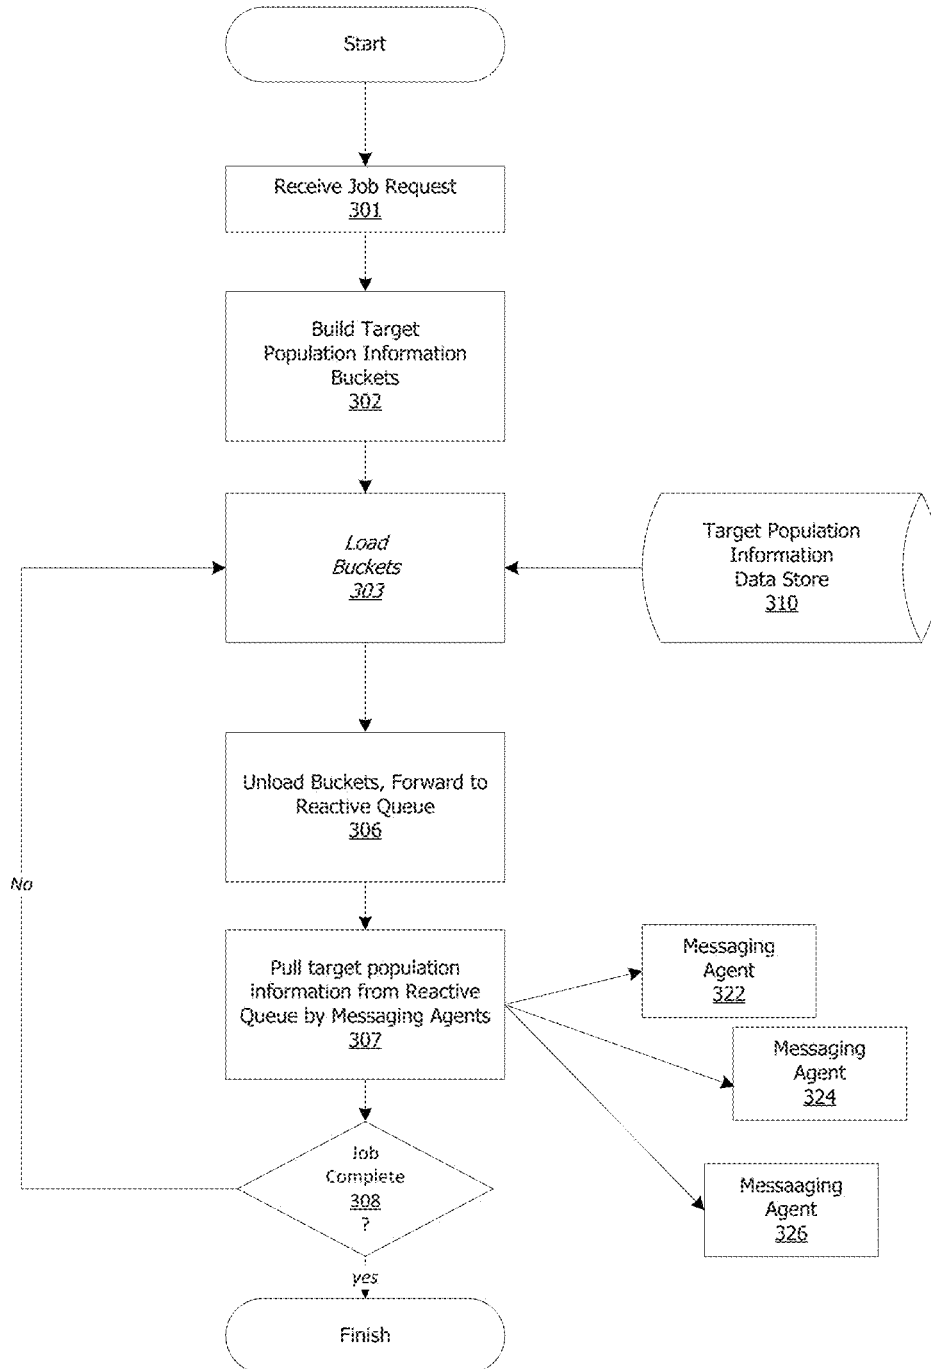 Start
Receive Job Request
301
Build Target
Population Information
Buckets
302
Load
Buckets
303
Target Population
Information
Data Store
310
Unload Buckets, Forward to
Reactive Queue
306
No
Pull target population
information from Reactive
Queue by Messaging Agents
307
Messaging
Agent
322
Messaging
Agent
324
Messaaging
Agent
326
Job
Complete
308
?
yes
Finish